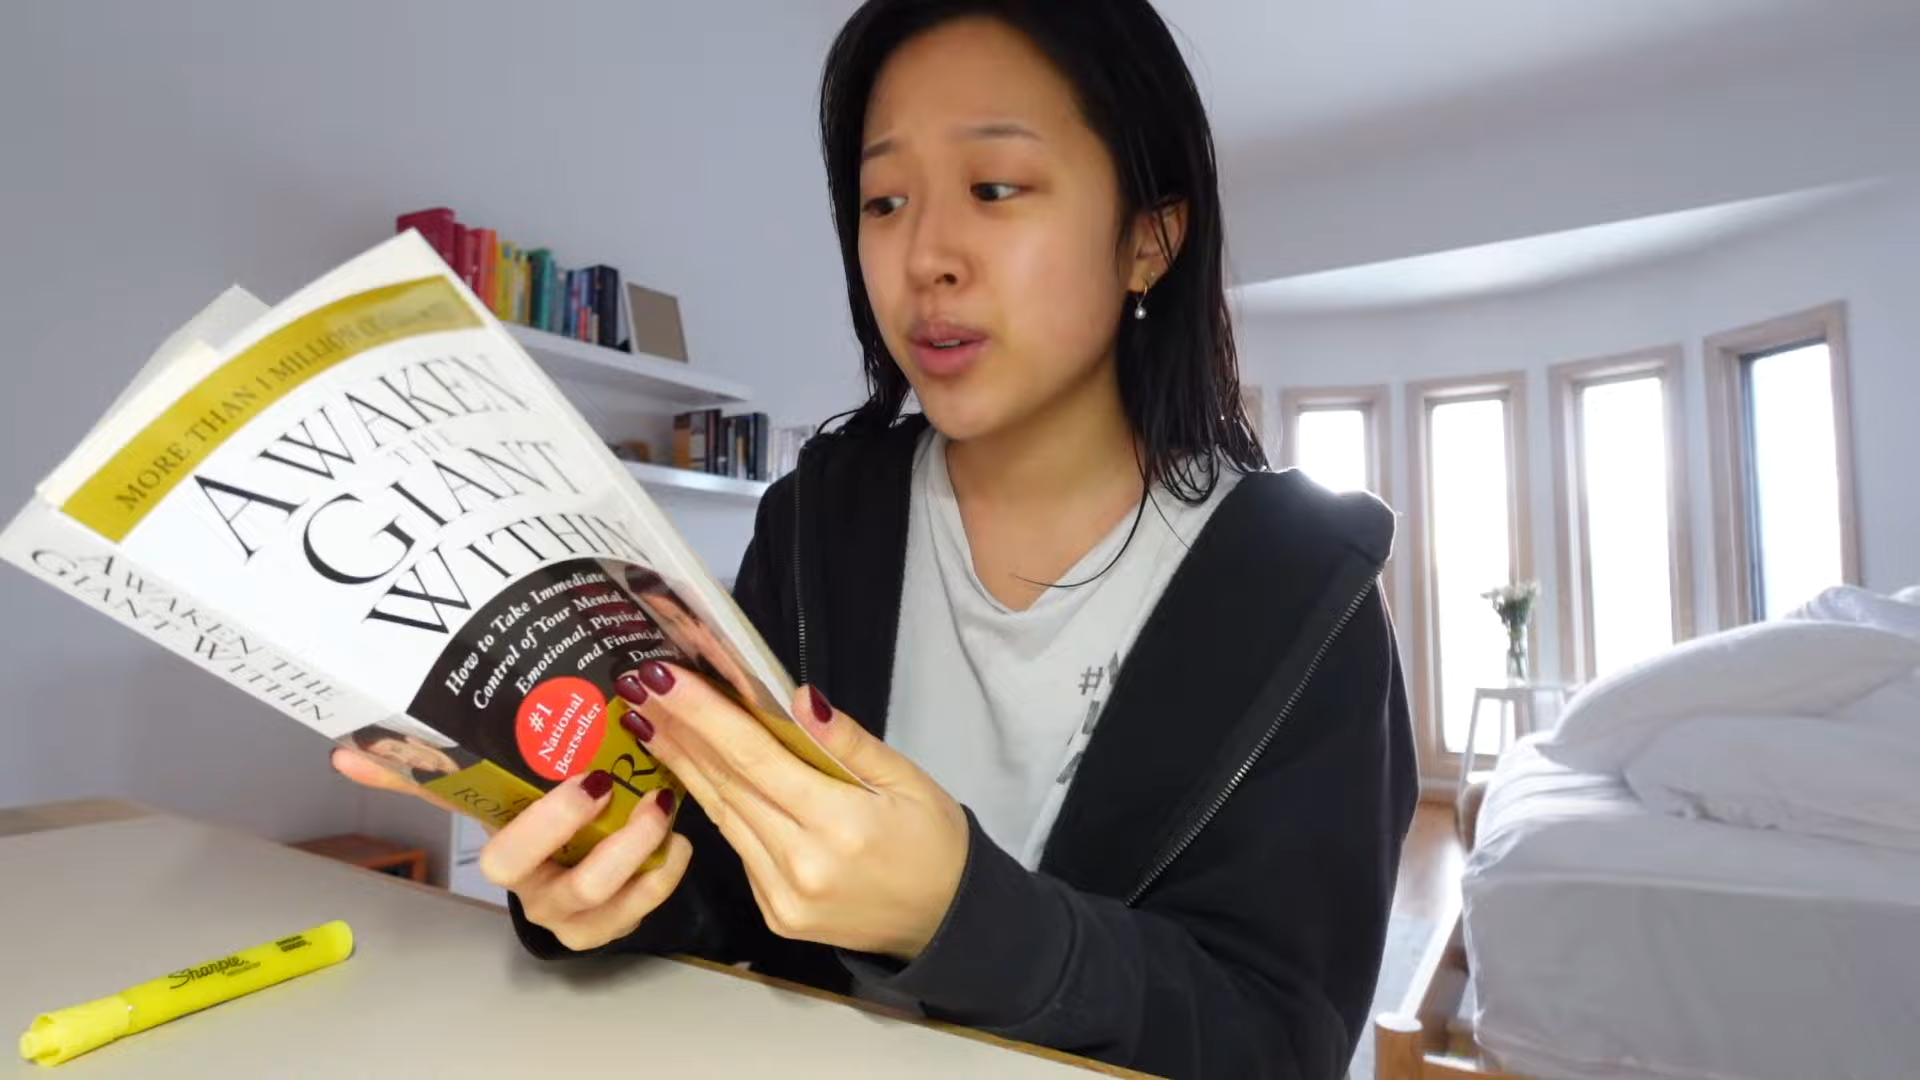 MORE THAN 1 MILLION
AWAKEN
THE
GIANT
WITHIN
How to Take Immediate
Control of Your Mental,
Emotional, Physical
and Financial
Destiny
#1
National
Bestseller
AWAKEN THE
GIANT WITHIN
Sharpie